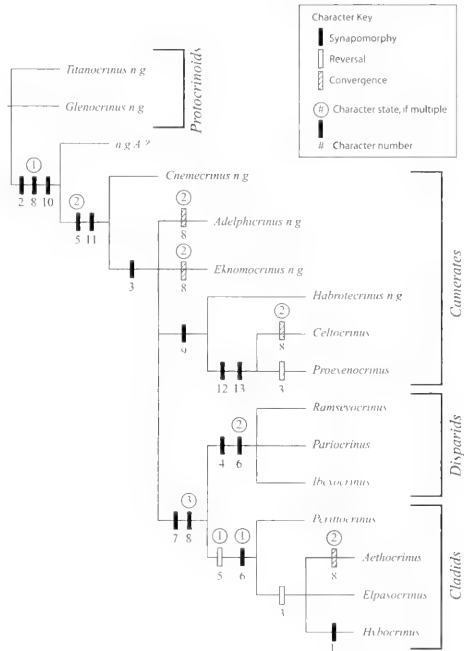 Character Key
Synapomorphy
Reversal
Convergence
# Character state, if multiple
# Character number
Titanocrinus n g
Glenocrinus n g
Protocrinoids
n g A ?
1
2 8 10
Cnemecrinus n g
2
5 11
2
Adelphicrinus n g
8
2
Eknomocrinus n g
8
3
Habrotecrinus n g
9
2
Celtocrinus
8
12 13
Proexenocrinus
3
Camerates
Ramseyocrinus
2
Pariocrinus
4 6
Ibexocrinus
Disparids
3
7 8
Perittocrinus
1 1
5 6
2
Aethocrinus
8
Elpasocrinus
3
Hybocrinus
1
Cladids